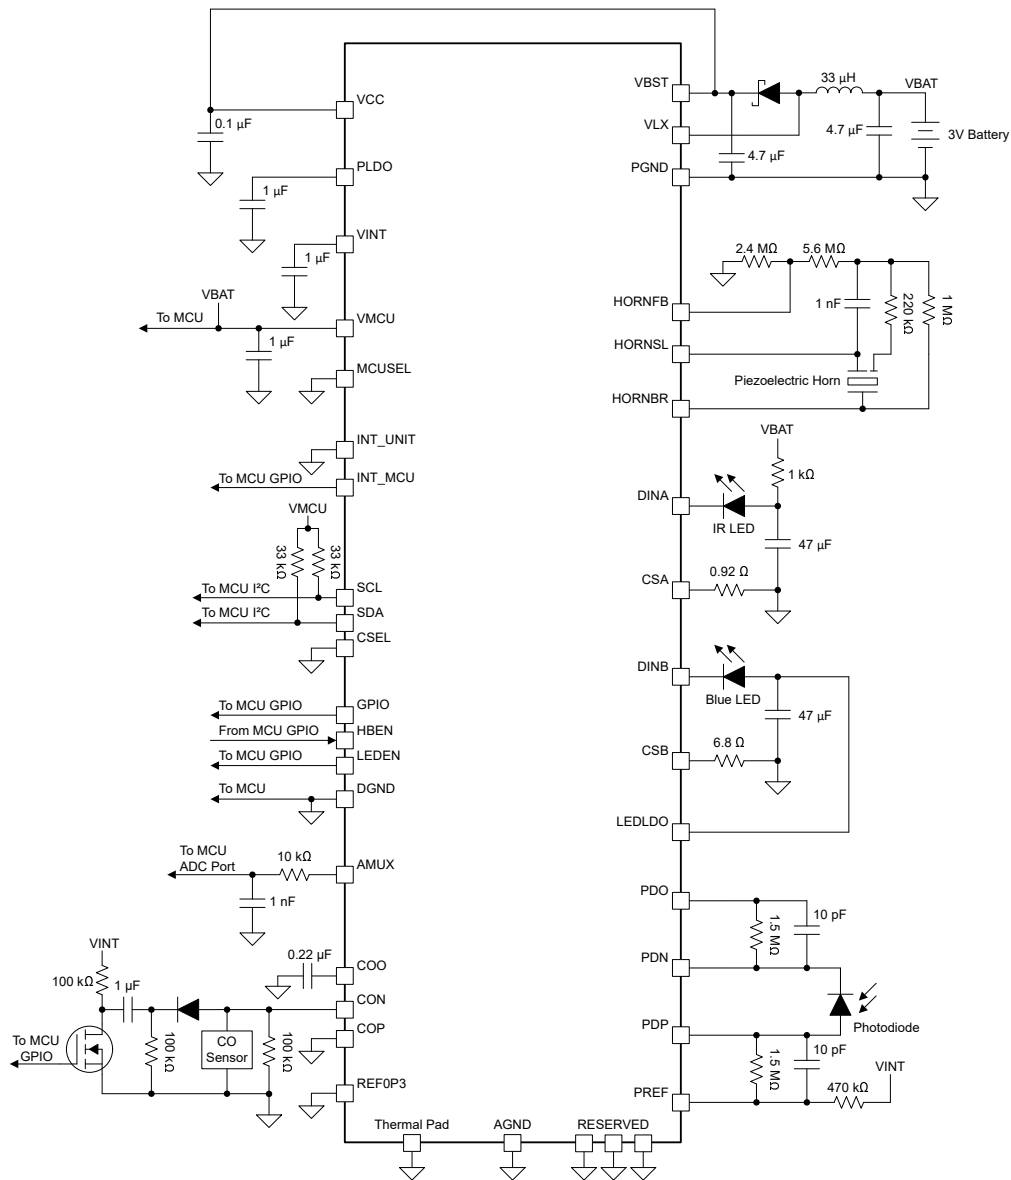 VCC
0.1 µF
PLDO
1 µF
VINT
1 µF
VBAT
To MCU
VMCU
1 µF
MCUSEL
INT_UNIT
To MCU GPIO
INT_MCU
VMCU
33 kΩ
33 kΩ
To MCU I²C
SCL
To MCU I²C
SDA
CSEL
To MCU GPIO
GPIO
From MCU GPIO
HBEN
To MCU GPIO
LEDEN
To MCU
DGND
To MCU
ADC Port
10 kΩ
AMUX
1 nF
VINT
100 kΩ
1 µF
0.22 µF
COO
CON
COP
To MCU
GPIO
100 kΩ
CO
Sensor
100 kΩ
REF0P3
Thermal Pad
AGND
RESERVED
VBST
33 µH
VBAT
VLX
4.7 µF
3V Battery
4.7 µF
PGND
2.4 MΩ
5.6 MΩ
HORNFB
1 nF
220 kΩ
1 MΩ
HORNSL
Piezoelectric Horn
HORNBR
VBAT
1 kΩ
DINA
IR LED
47 µF
CSA
0.92 Ω
DINB
Blue LED
47 µF
CSB
6.8 Ω
LEDLDO
PDO
1.5 MΩ
10 pF
PDN
Photodiode
PDP
1.5 MΩ
10 pF
VINT
PREF
470 kΩ